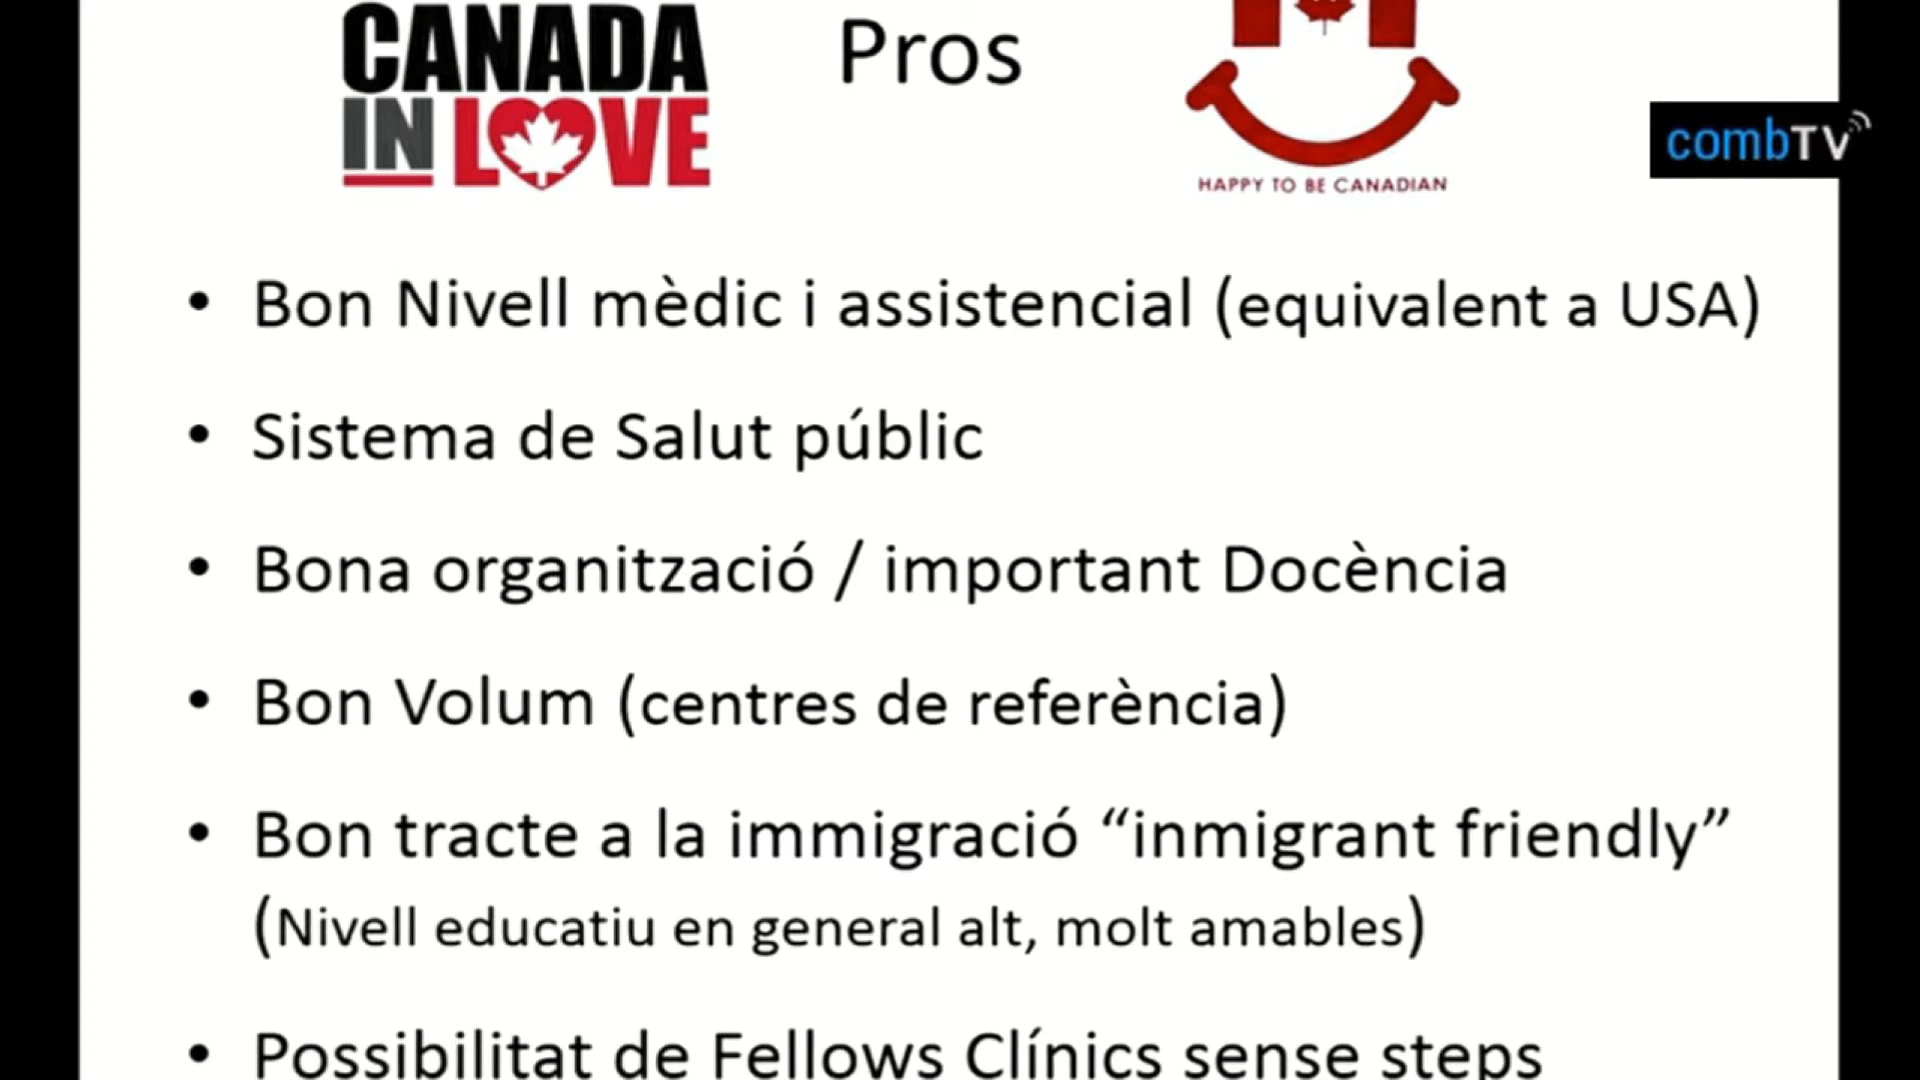 CANADA
IN LOVE
Pros
HAPPY TO BE CANADIAN
combTV
• Bon Nivell mèdic i assistencial (equivalent a USA)
• Sistema de Salut públic
• Bona organització / important Docència
• Bon Volum (centres de referència)
• Bon tracte a la immigració “inmigrant friendly”
(Nivell educatiu en general alt, molt amables)
• Possibilitat de Fellows Clínics sense steps